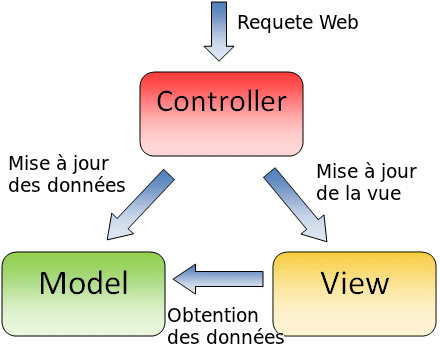 Requete Web
Controller
Mise à jour
des données
Mise à jour
de la vue
Model
View
Obtention
des données